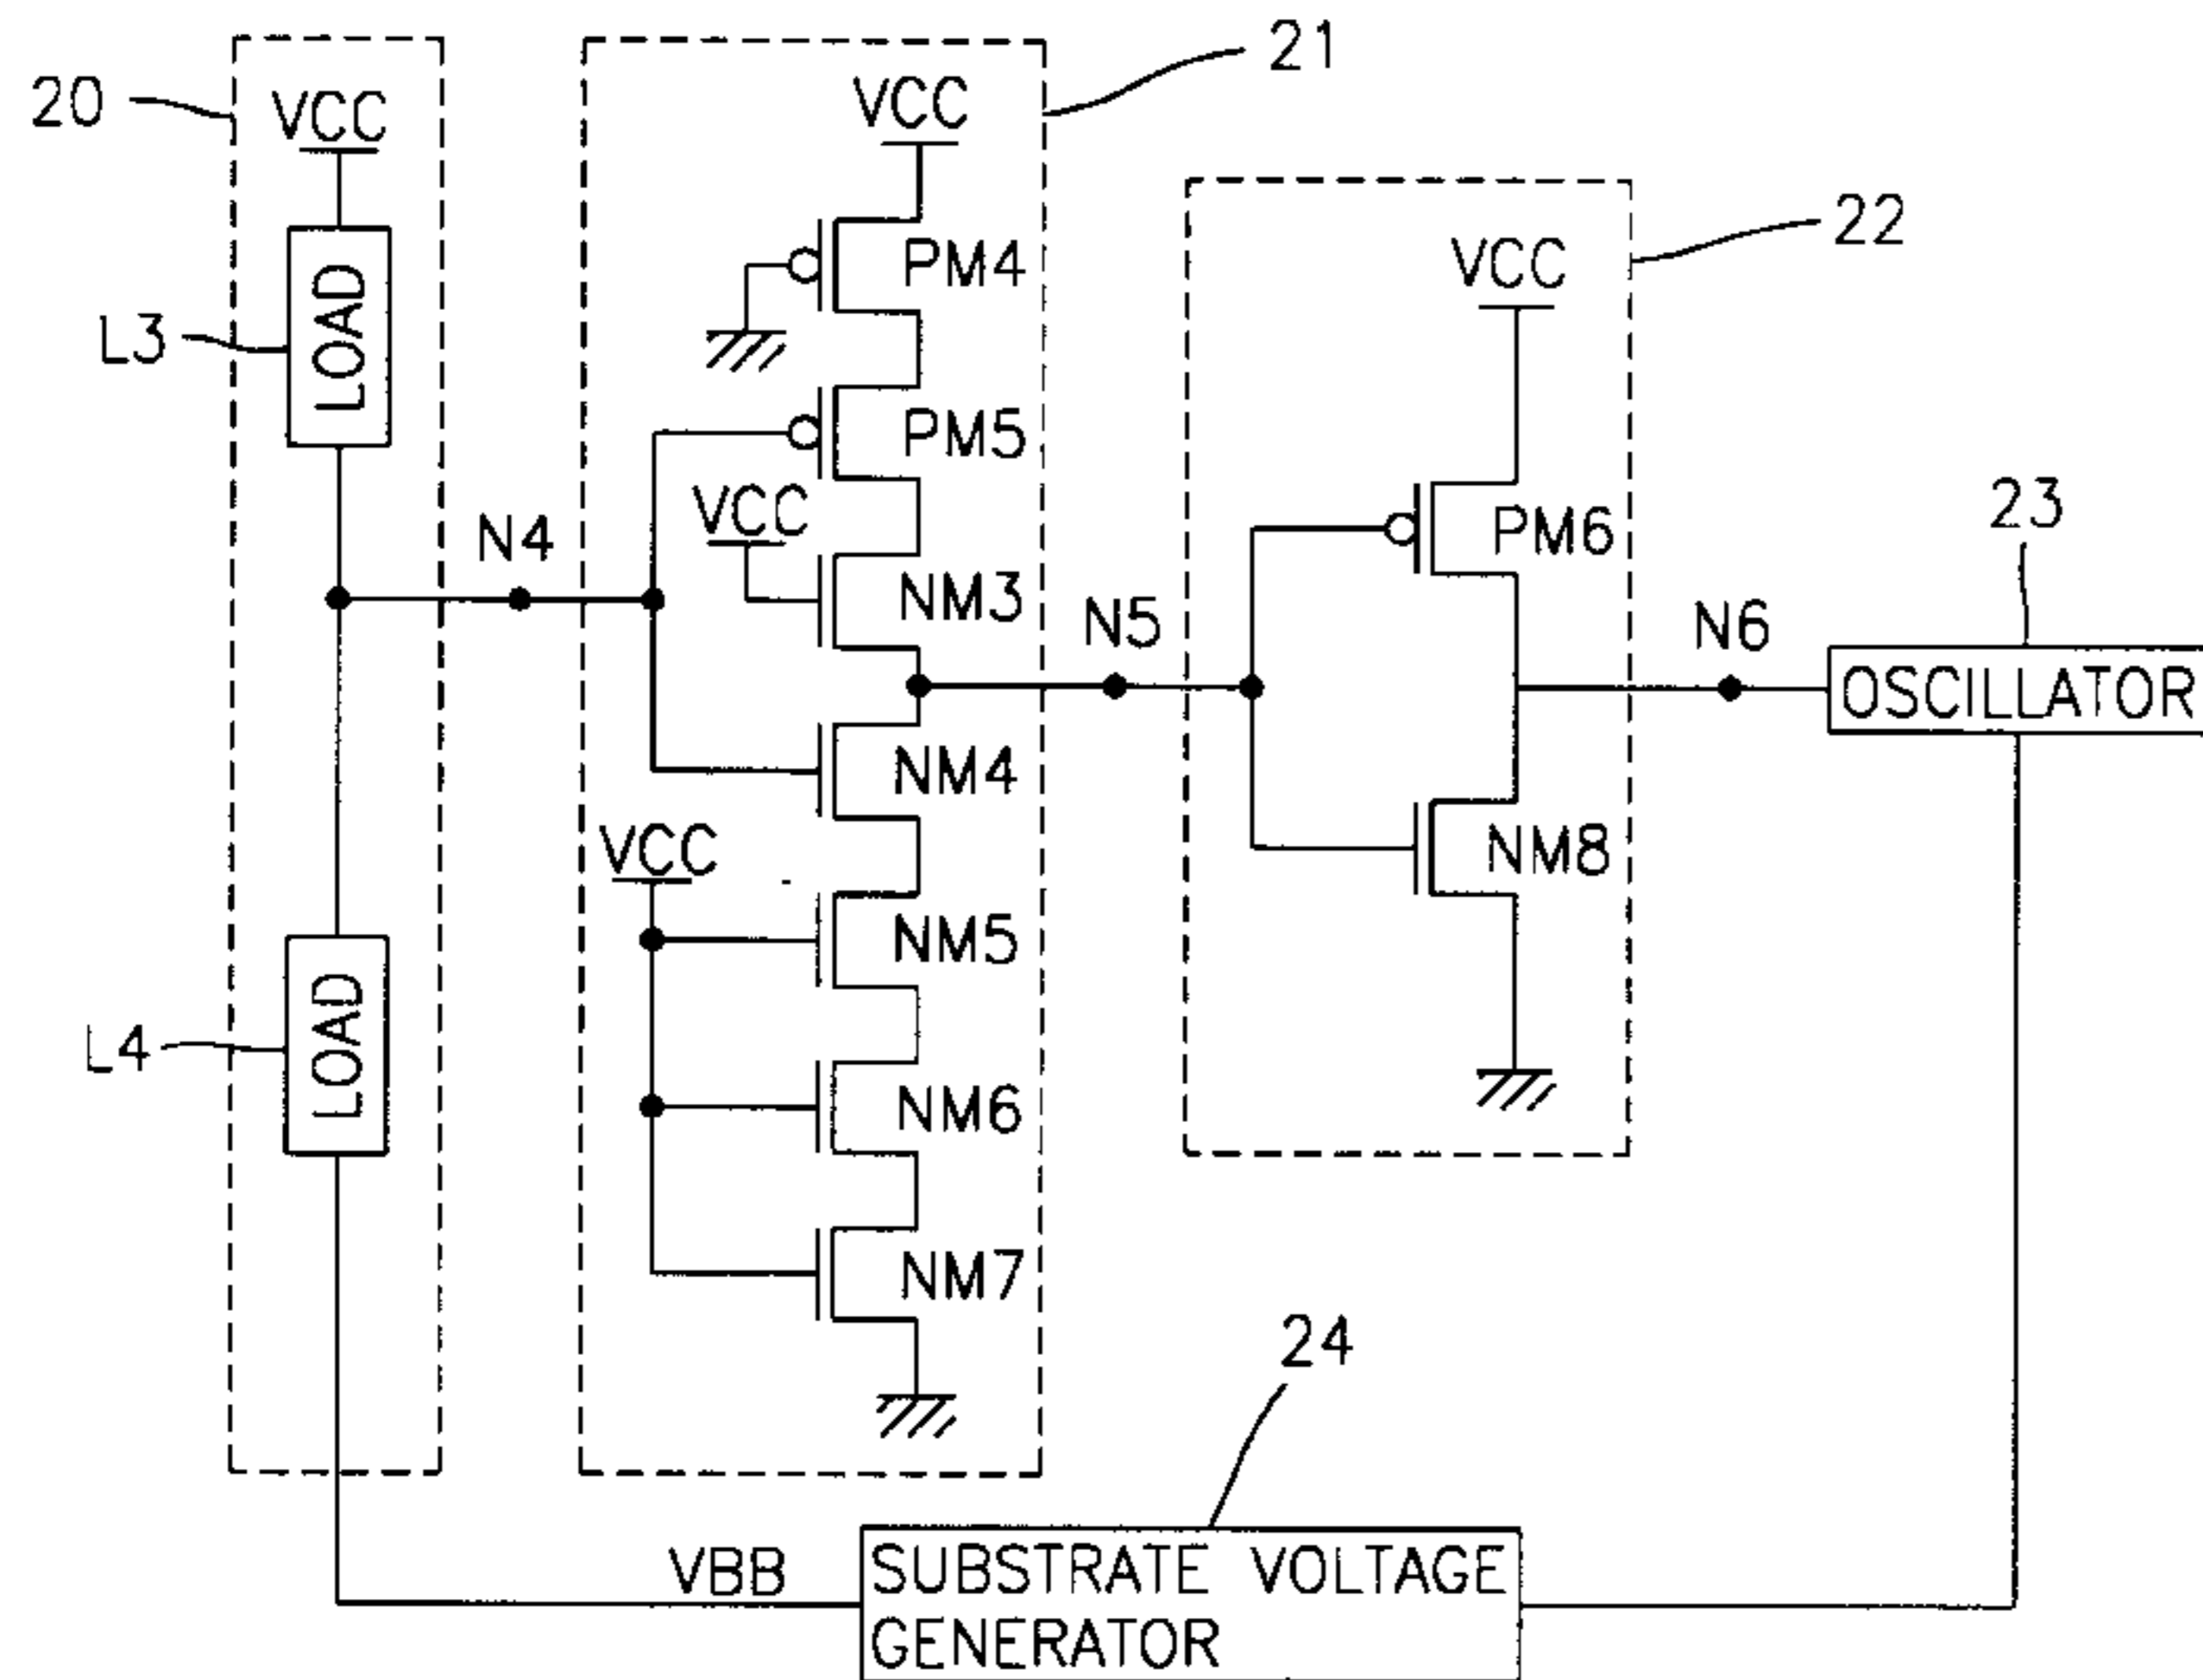 21
20
VCC
VCC
22
PM4
VCC
L3
LOAD
PM5
VCC
23
N4
PM6
NM3
N5
N6
OSCILLATOR
NM4
VCC
NM8
NM5
L4
LOAD
NM6
NM7
24
VBB
SUBSTRATE VOLTAGE
GENERATOR